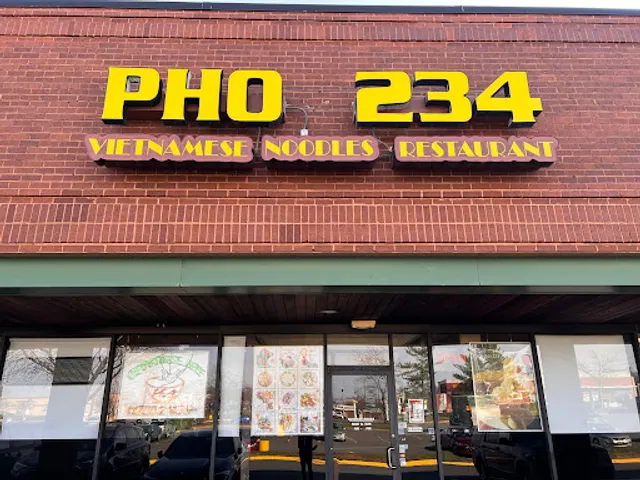 PHO 234
VIETNAMESE NOODLES RESTAURANT